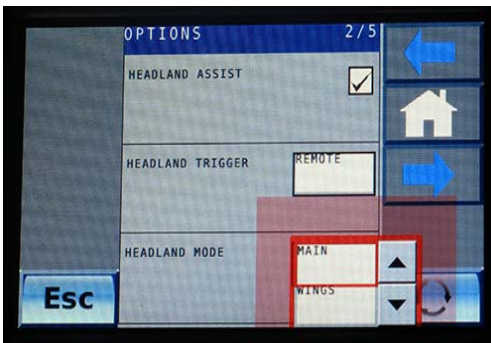 OPTIONS 2/5
HEADLAND ASSIST
HEADLAND TRIGGER REMOTE
HEADLAND MODE MAIN
WINGS
Esc